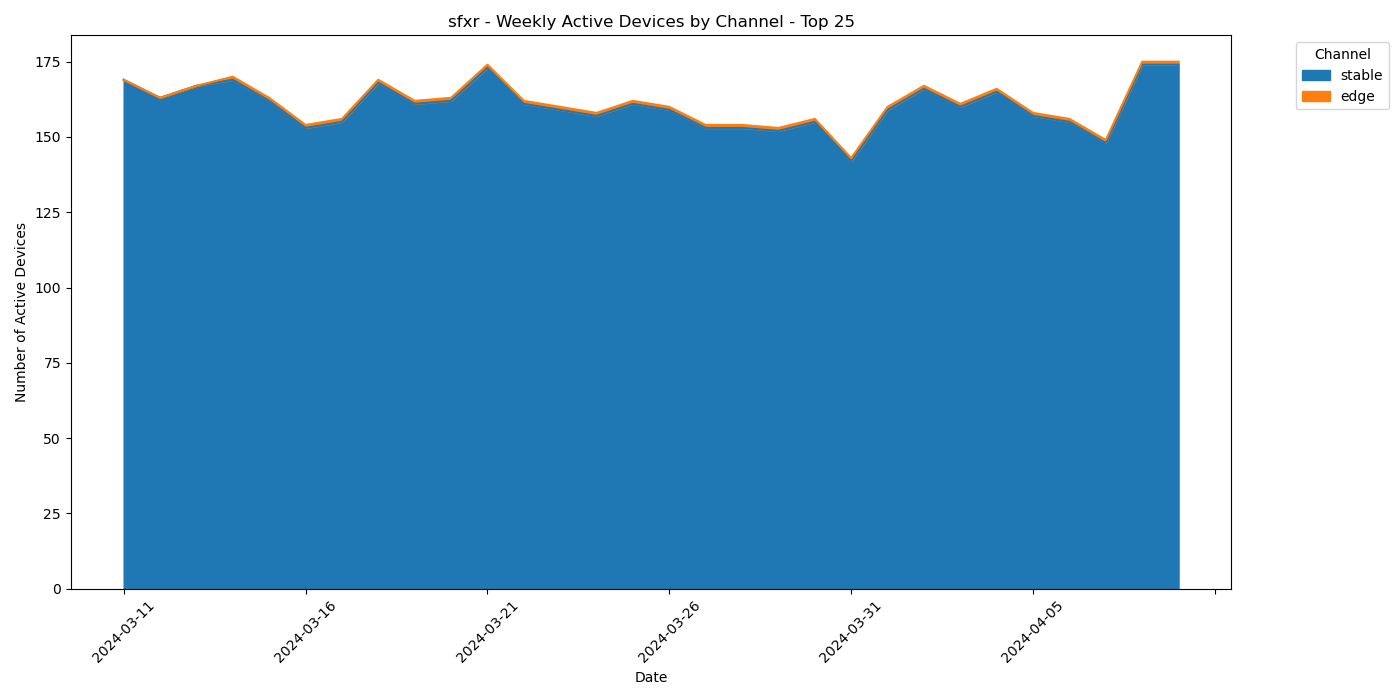 sfxr - Weekly Active Devices by Channel - Top 25
Channel
stable
edge
Number of Active Devices
175
150
125
100
75
50
25
0
2024-03-11
2024-03-16
2024-03-21
2024-03-26
2024-03-31
2024-04-05
Date